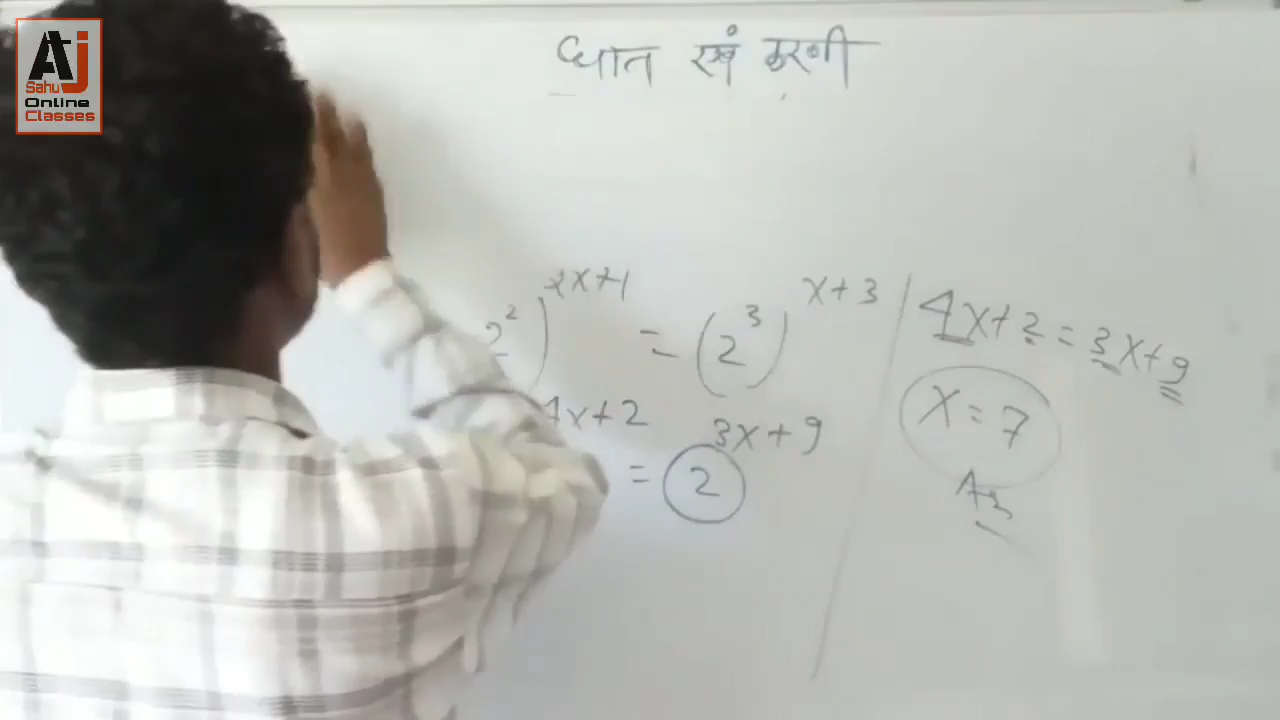 Aj
Sahu
Online
Classes
घात एवं करणी
2²)^2x+1 = (2³)^x+3
4x+2 = 3x+9
4x+2 3x+9
= 2
X = 7
Ans